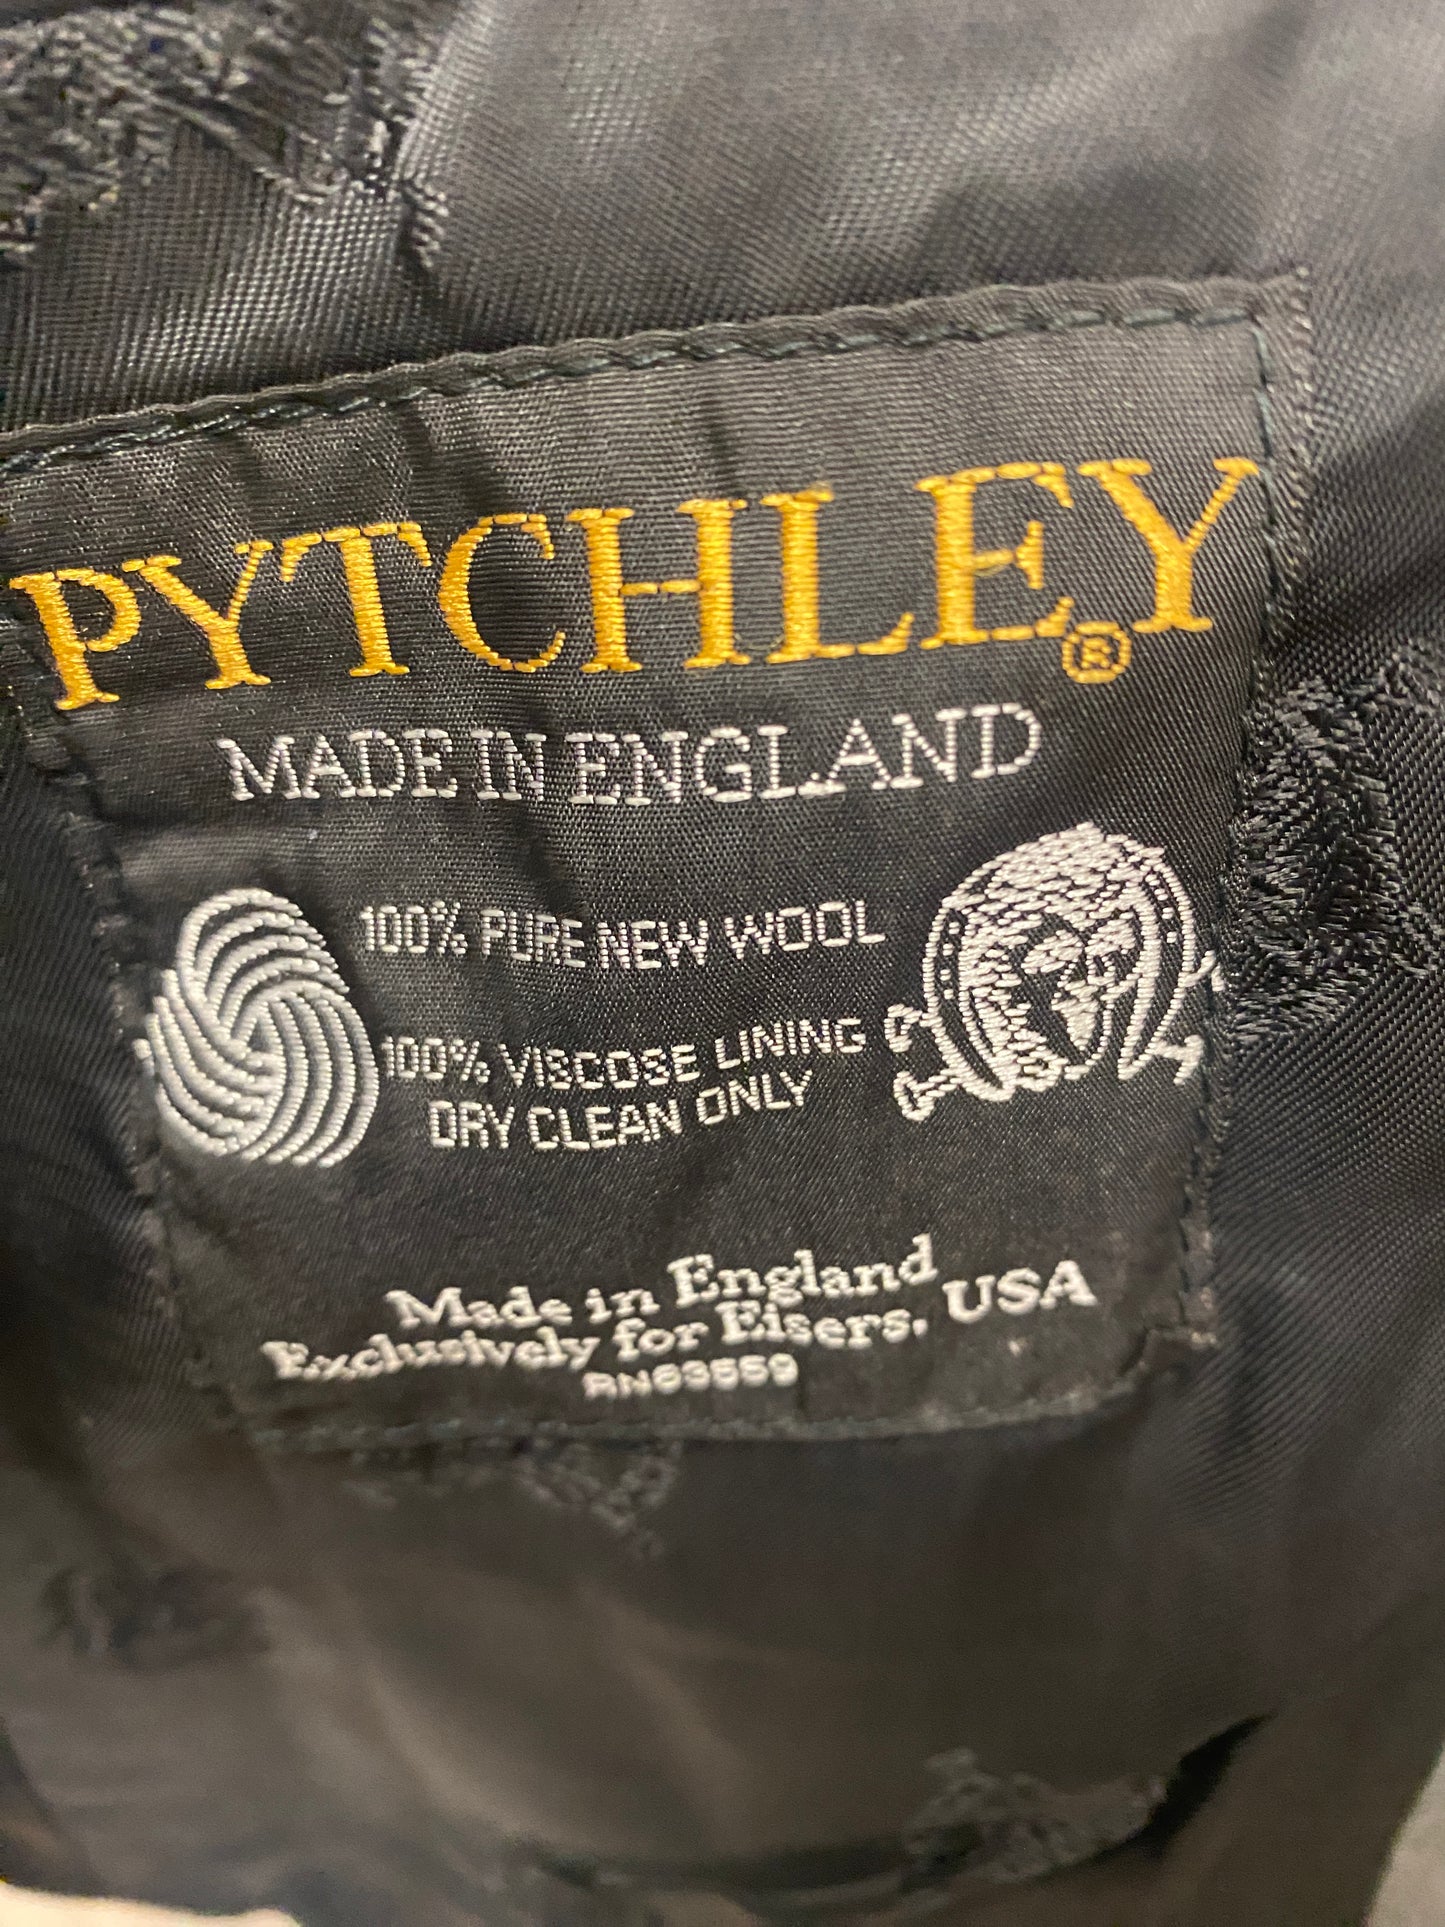 PYTCHLEY®
MADE IN ENGLAND
100% PURE NEW WOOL
100% VISCOSE LINING
DRY CLEAN ONLY
Made in England
Exclusively for Eisers, USA
RN63559